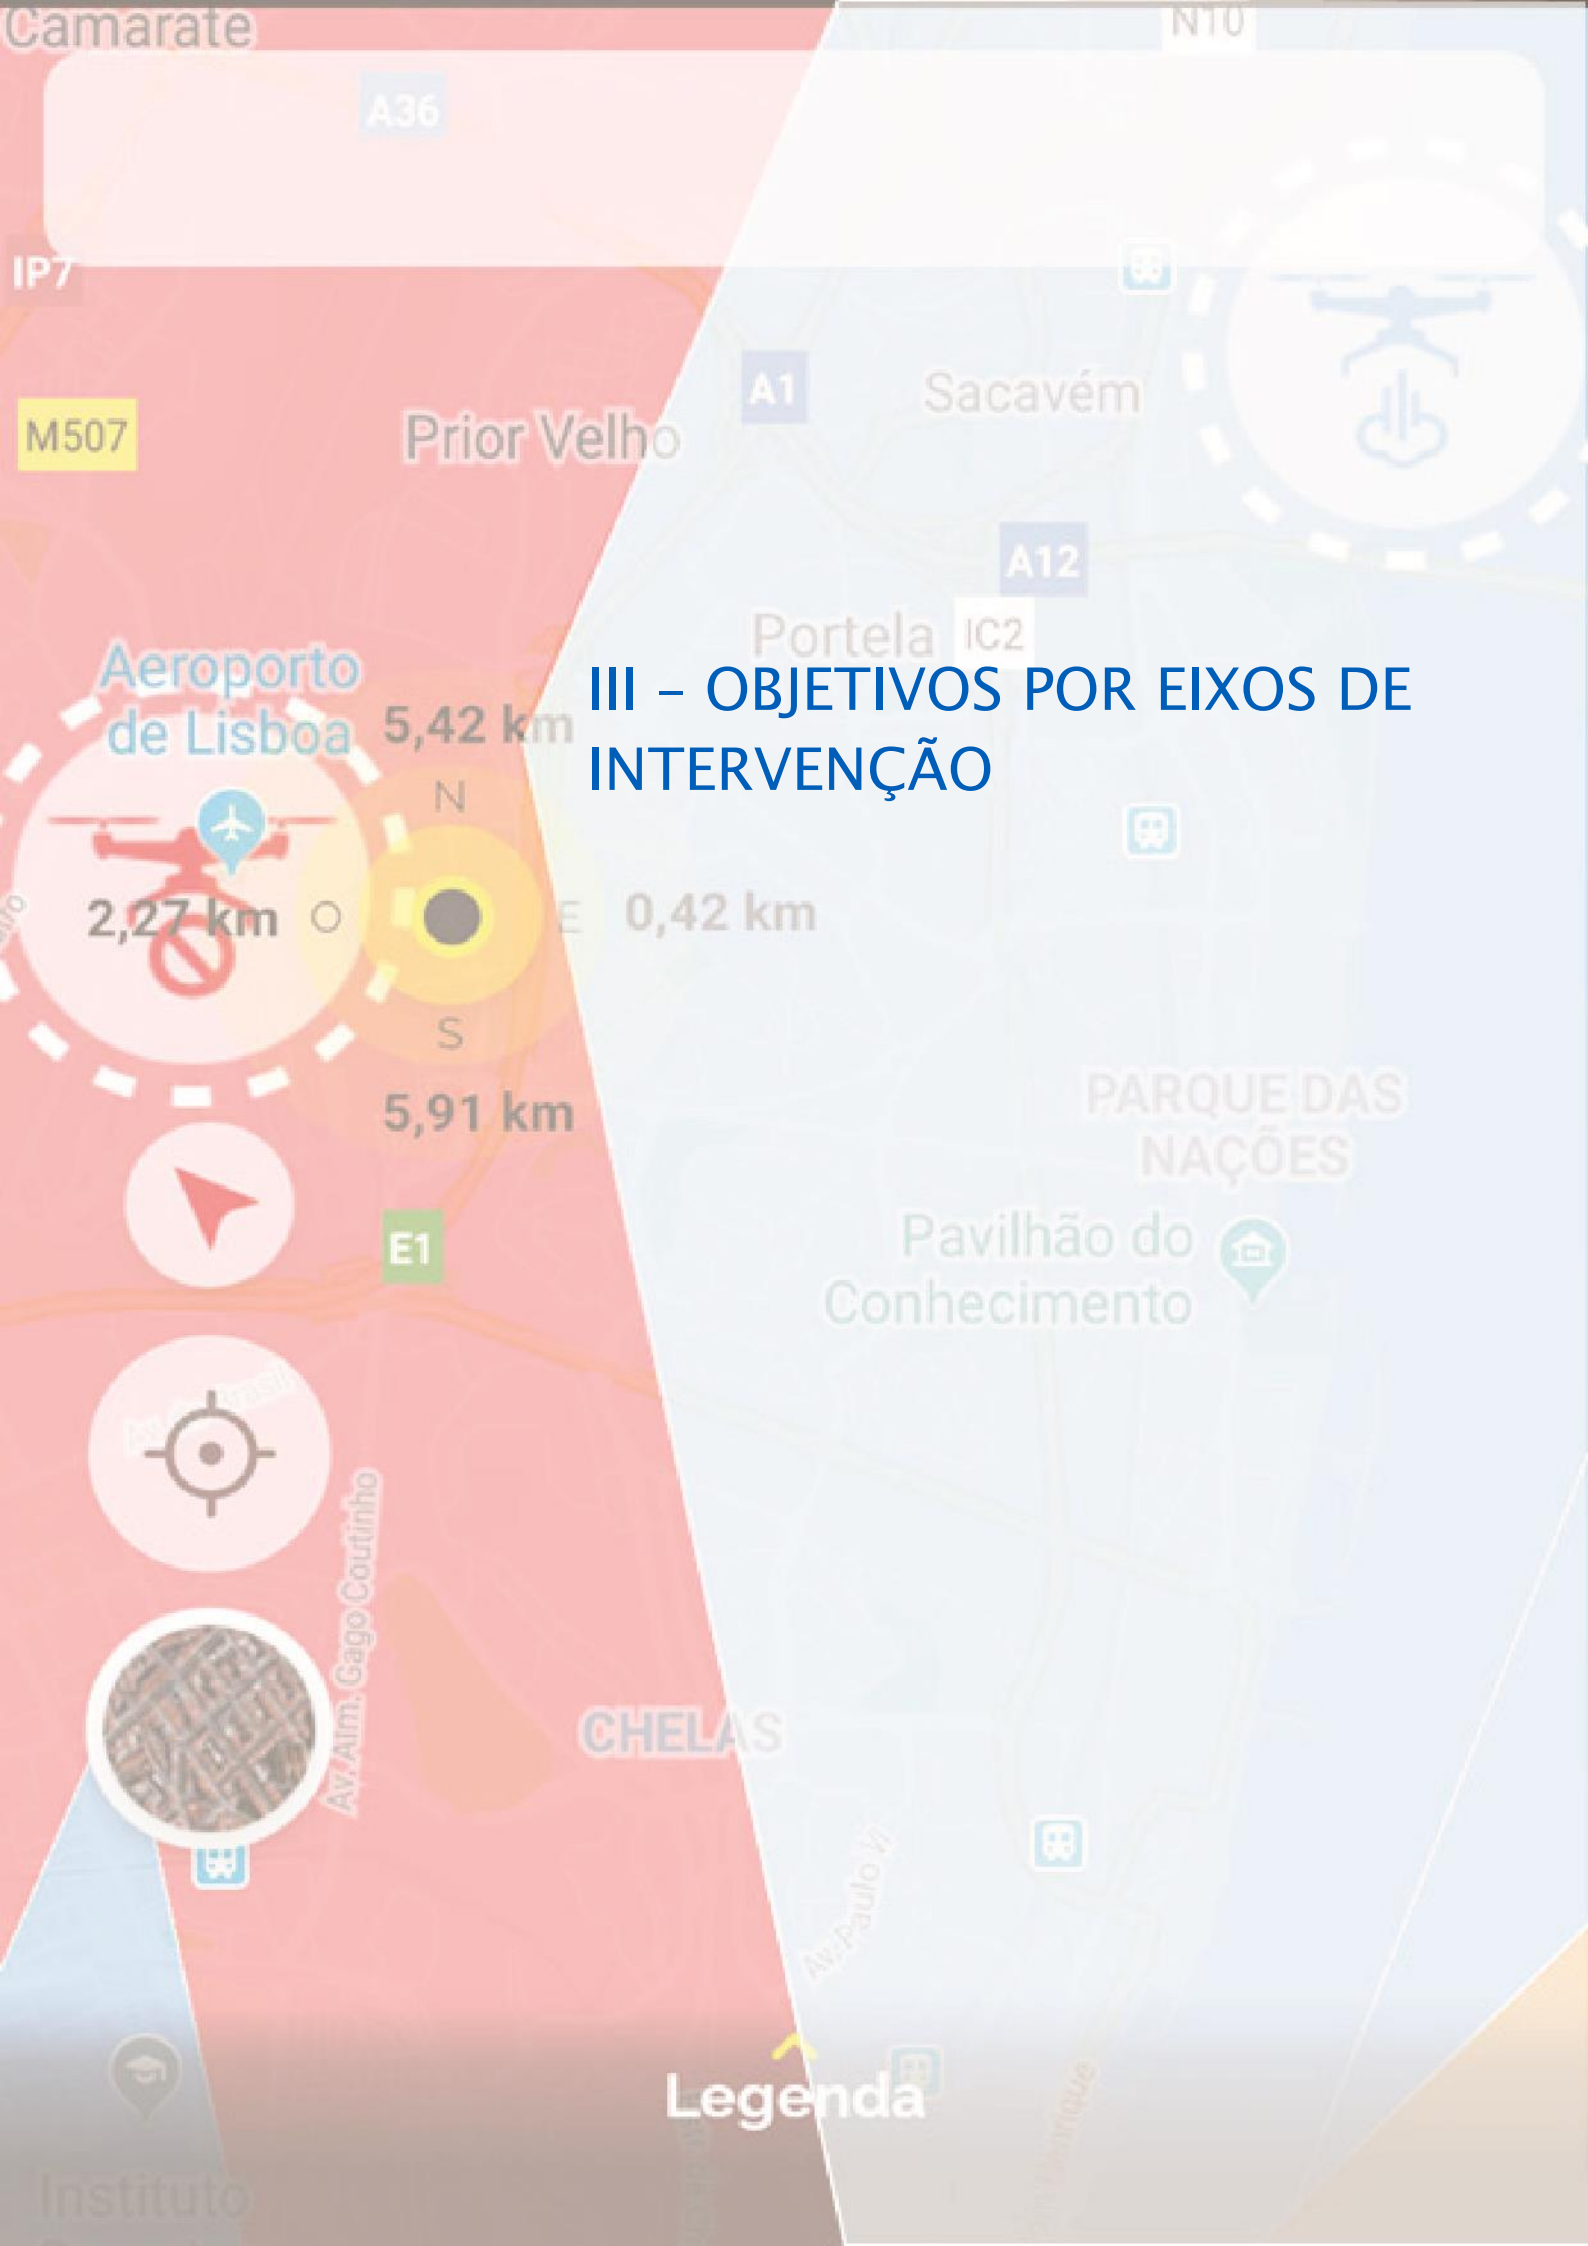 Camarate
N10
A36
IP7
A1
Sacavém
M507
Prior Velho
A12
Portela
IC2
III – OBJETIVOS POR EIXOS DE
INTERVENÇÃO
Aeroporto
de Lisboa
5,42 km
N
2,27 km
O
E
0,42 km
S
5,91 km
PARQUE DAS
NAÇÕES
E1
Pavilhão do
Conhecimento
Av. Alm. Gago Coutinho
CHELAS
Av. Paulo VI
Legenda
Instituto